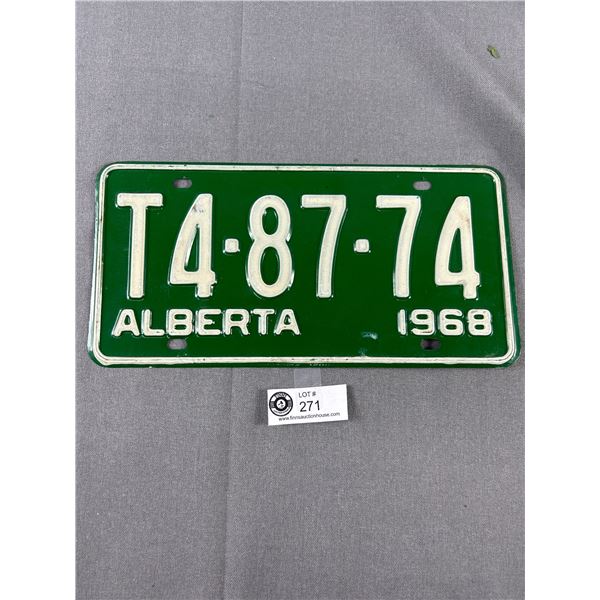 T4·87·74
ALBERTA 1968
LOT #
271
www.finnsauctionhouse.com